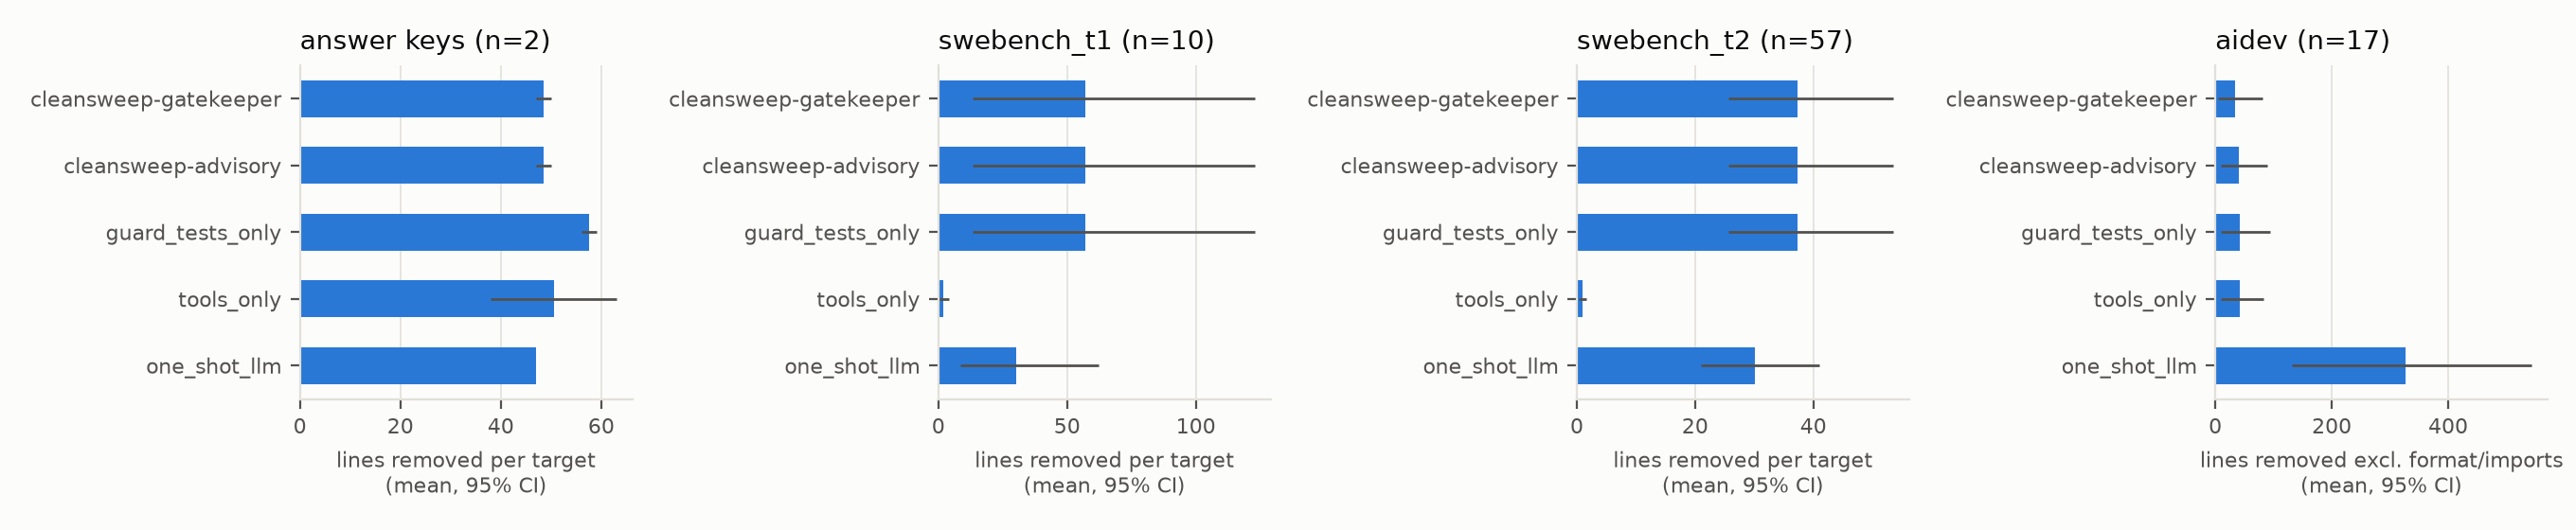 answer keys (n=2)
cleansweep-gatekeeper
cleansweep-advisory
guard_tests_only
tools_only
one_shot_llm
0 20 40 60
lines removed per target
(mean, 95% CI)
swebench_t1 (n=10)
cleansweep-gatekeeper
cleansweep-advisory
guard_tests_only
tools_only
one_shot_llm
0 50 100
lines removed per target
(mean, 95% CI)
swebench_t2 (n=57)
cleansweep-gatekeeper
cleansweep-advisory
guard_tests_only
tools_only
one_shot_llm
0 20 40
lines removed per target
(mean, 95% CI)
aidev (n=17)
cleansweep-gatekeeper
cleansweep-advisory
guard_tests_only
tools_only
one_shot_llm
0 200 400
lines removed excl. format/imports
(mean, 95% CI)